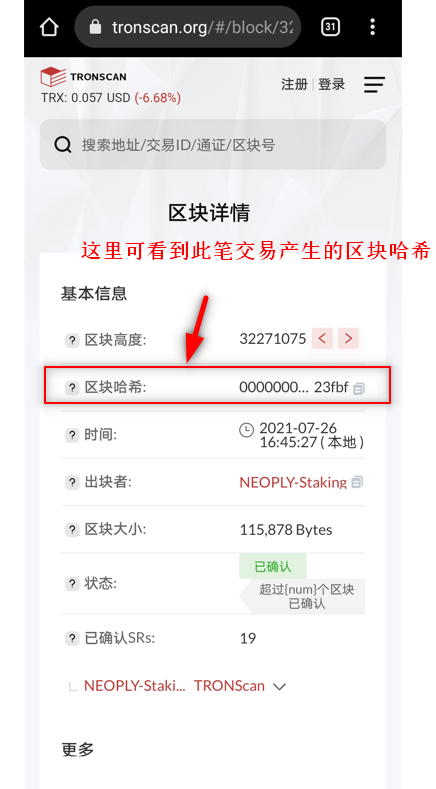 tronscan.org/#/block/32
31
TRONSCAN
TRX: 0.057 USD (-6.68%)
注册 | 登录
搜索地址/交易ID/通证/区块号
区块详情
这里可看到此笔交易产生的区块哈希
基本信息
? 区块高度: 32271075 < >
? 区块哈希: 0000000... 23fbf
? 时间: 2021-07-26
16:45:27 ( 本地 )
? 出块者: NEOPLY-Staking
? 区块大小: 115,878 Bytes
已确认
? 状态: 超过{num}个区块
已确认
? 已确认SRs: 19
NEOPLY-Staki... TRONScan
更多